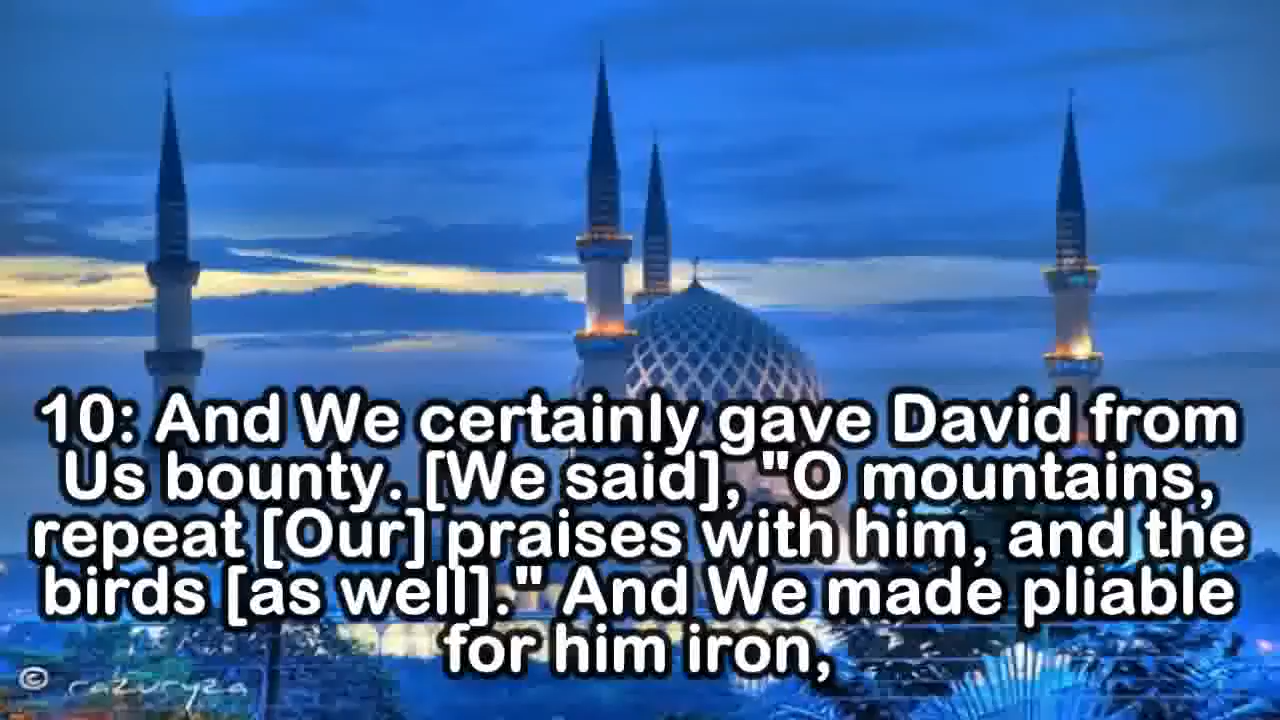 10: And We certainly gave David from
Us bounty. [We said], "O mountains,
repeat [Our] praises with him, and the
birds [as well]." And We made pliable
for him iron,
© razuryza